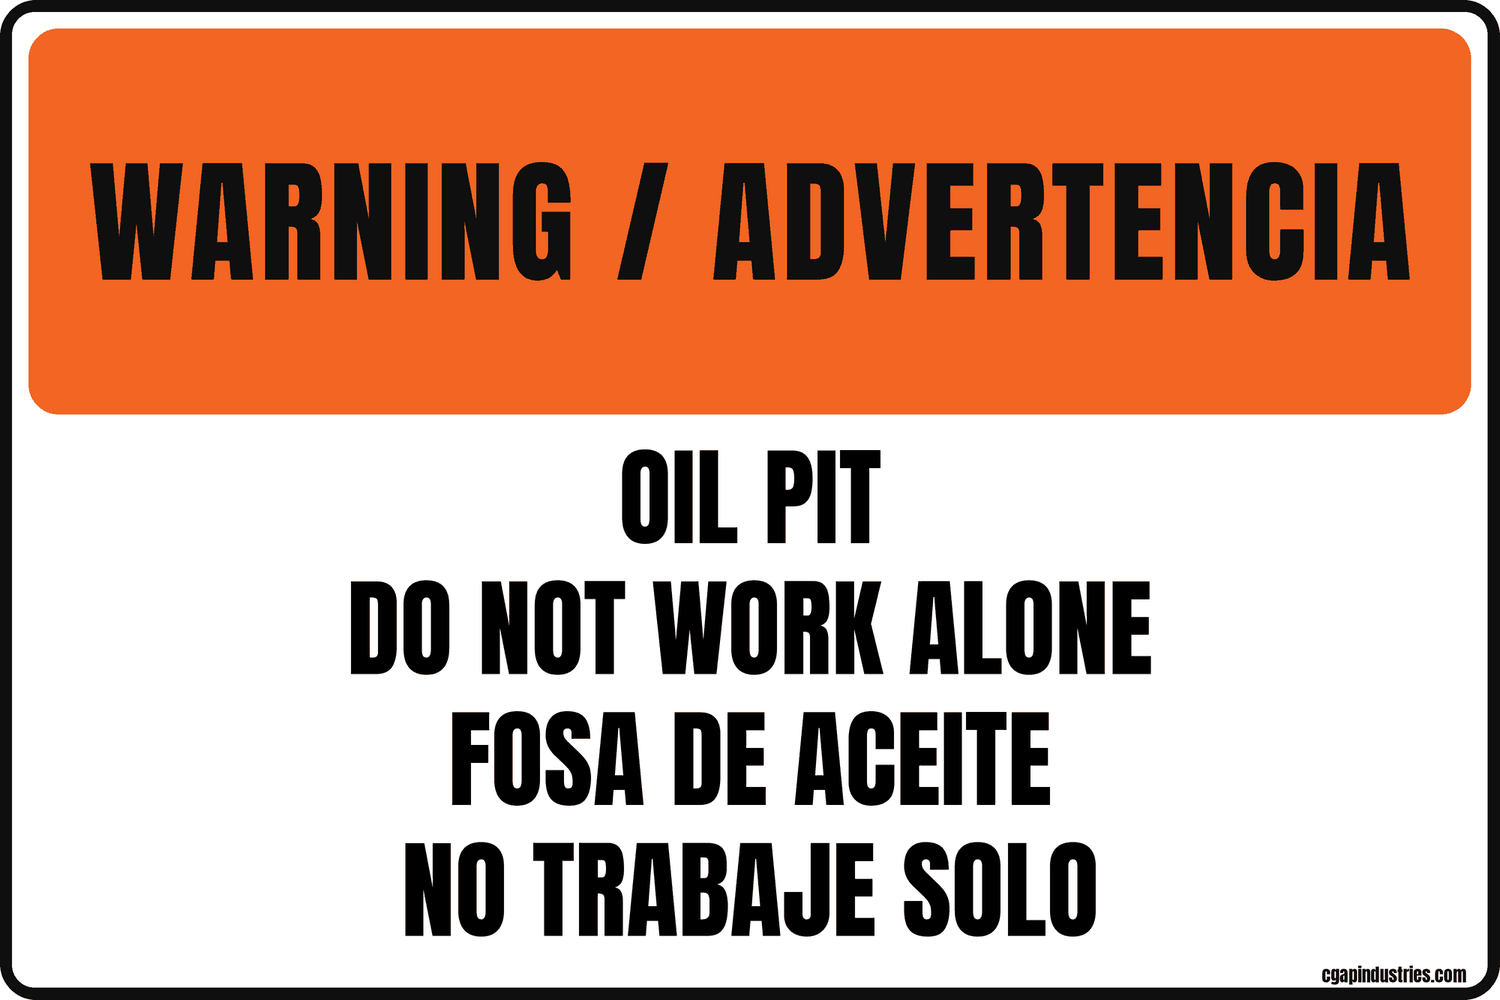 WARNING / ADVERTENCIA
OIL PIT
DO NOT WORK ALONE
FOSA DE ACEITE
NO TRABAJE SOLO
cgapindustries.com